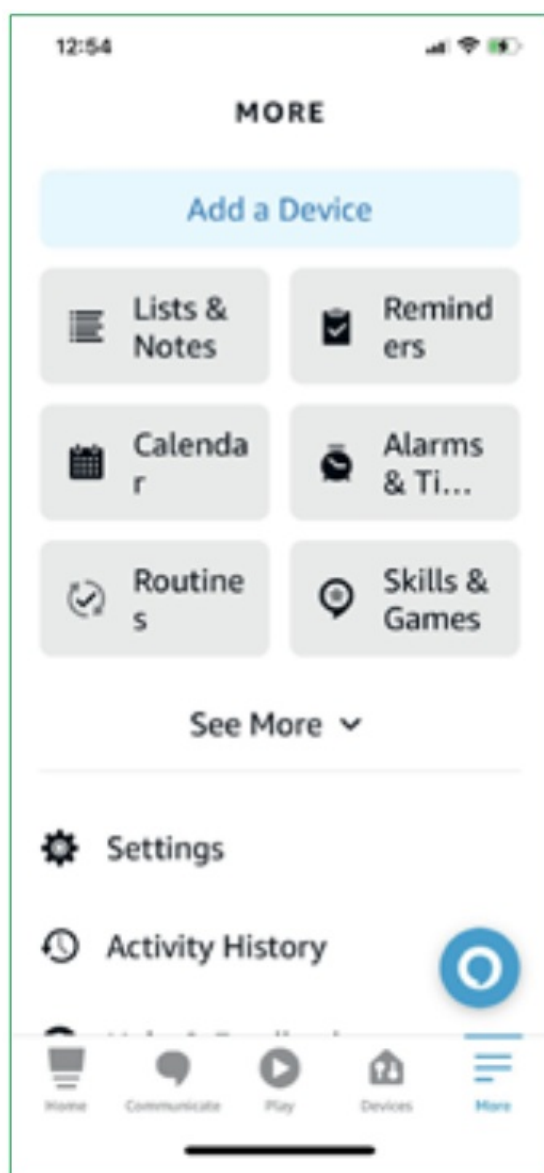 12:54
MORE
Add a Device
Lists &
Notes
Remind
ers
Calenda
r
Alarms
& Ti...
Routine
s
Skills &
Games
See More
Settings
Activity History
Home
Communicate
Play
Devices
More